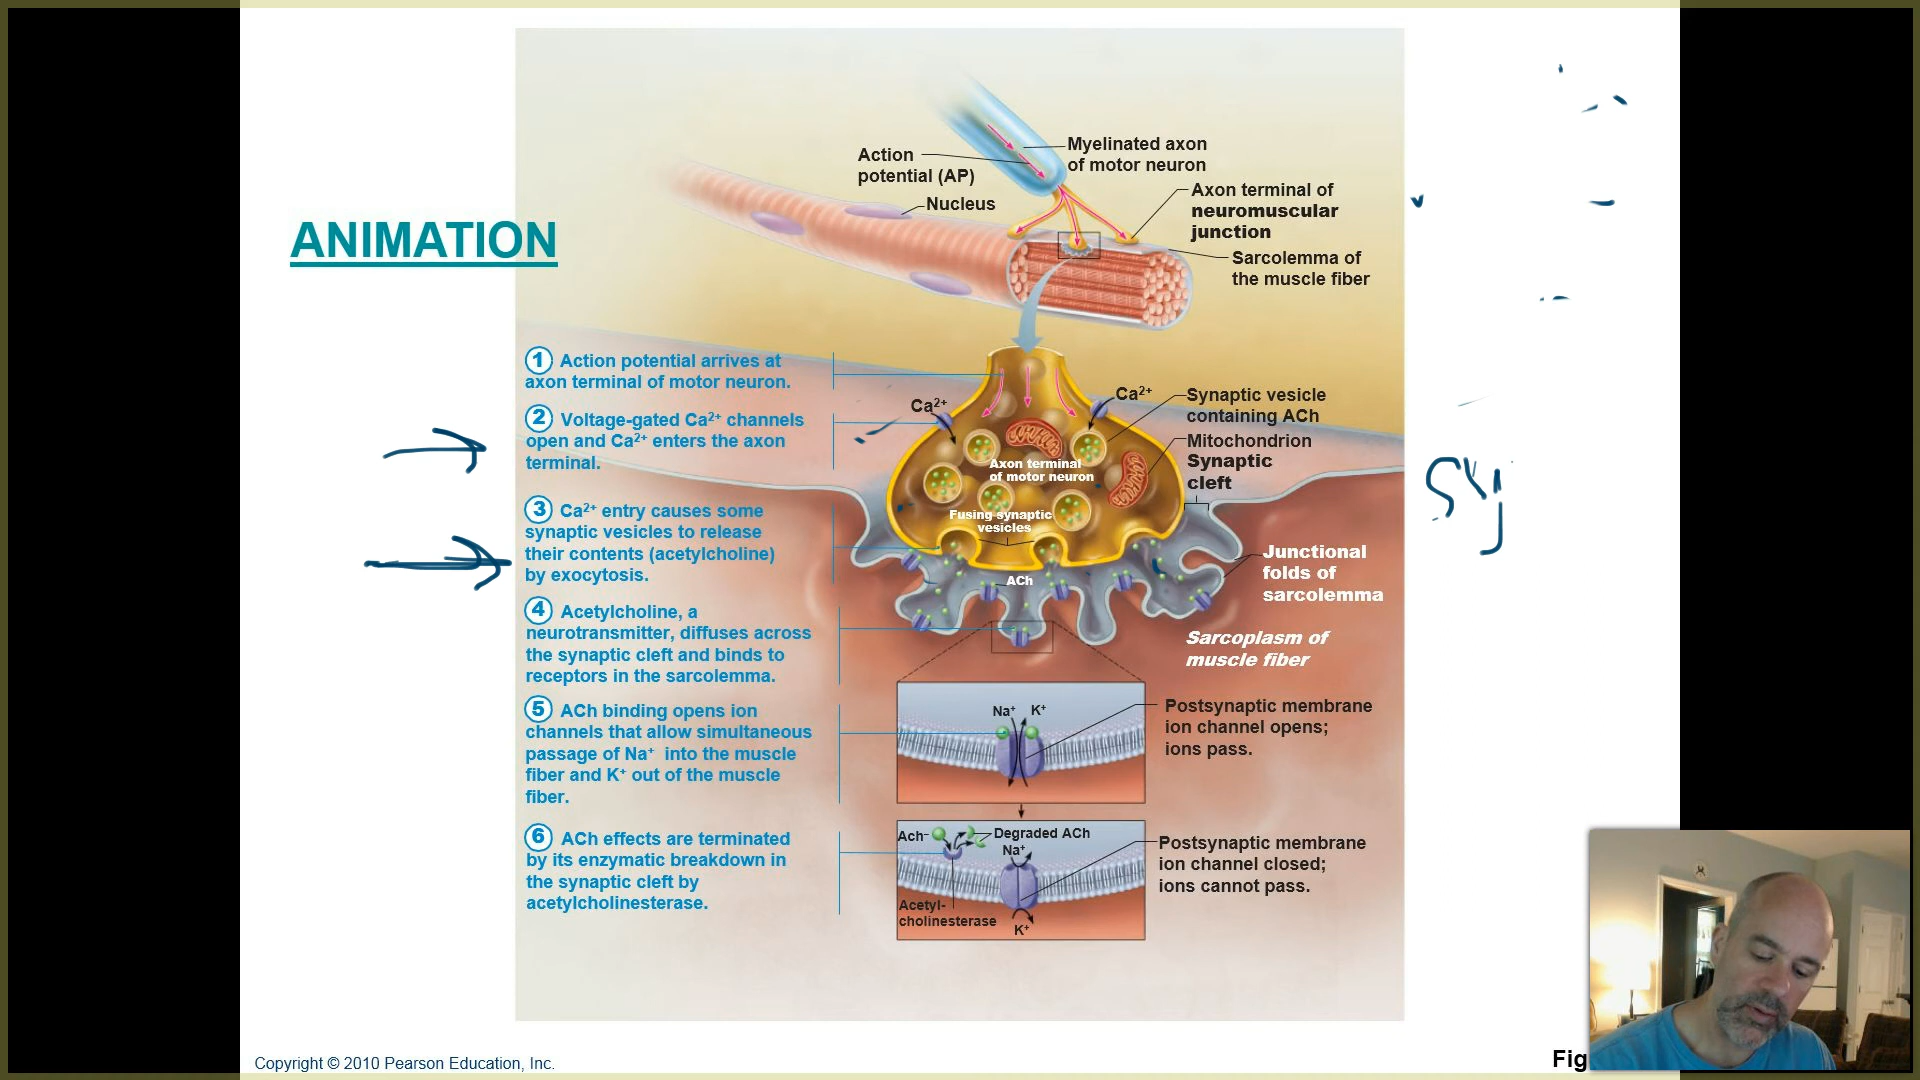 Action
potential (AP)
Myelinated axon
of motor neuron
Nucleus
Axon terminal of
neuromuscular
junction
Sarcolemma of
the muscle fiber
ANIMATION
1 Action potential arrives at
axon terminal of motor neuron.
2 Voltage-gated Ca²⁺ channels
open and Ca²⁺ enters the axon
terminal.
3 Ca²⁺ entry causes some
synaptic vesicles to release
their contents (acetylcholine)
by exocytosis.
4 Acetylcholine, a
neurotransmitter, diffuses across
the synaptic cleft and binds to
receptors in the sarcolemma.
5 ACh binding opens ion
channels that allow simultaneous
passage of Na⁺ into the muscle
fiber and K⁺ out of the muscle
fiber.
6 ACh effects are terminated
by its enzymatic breakdown in
the synaptic cleft by
acetylcholinesterase.
Ca²⁺
Ca²⁺
Synaptic vesicle
containing ACh
Mitochondrion
Synaptic
cleft
Axon terminal
of motor neuron
Fusing synaptic
vesicles
ACh
Junctional
folds of
sarcolemma
Sarcoplasm of
muscle fiber
Na⁺ K⁺
Postsynaptic membrane
ion channel opens;
ions pass.
Ach⁻
Degraded ACh
Na⁺
Postsynaptic membrane
ion channel closed;
ions cannot pass.
Acetyl-
cholinesterase
K⁺
Copyright © 2010 Pearson Education, Inc.
Fig